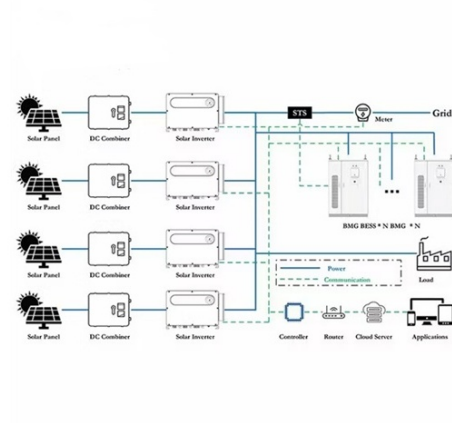 STS
Meter
Grid
Solar Panel DC Combiner Solar Inverter
Solar Panel DC Combiner Solar Inverter
BMG BESS * N BMG * N
Solar Panel DC Combiner Solar Inverter
Power
Communication
Load
Solar Panel DC Combiner Solar Inverter
Controller Router Cloud Server Applications